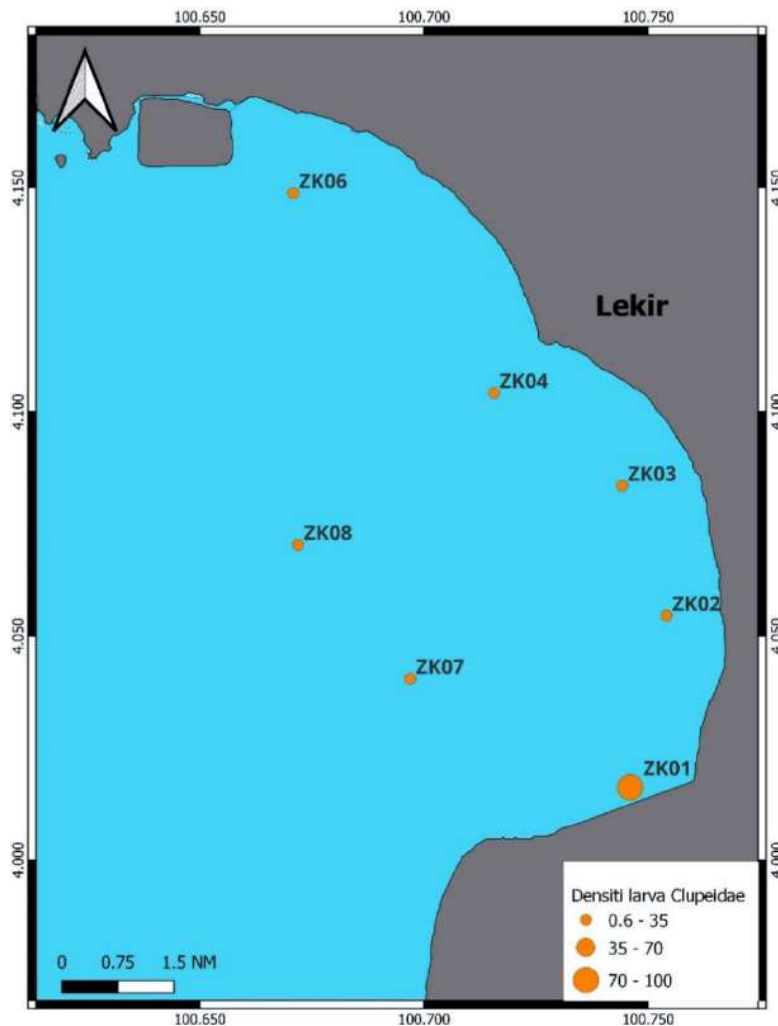 100.650 100.700 100.750
4.150 4.150
ZK06
Lekir
ZK04
4.100 4.100
ZK03
ZK08
ZK02
4.050 4.050
ZK07
ZK01
4.000 4.000
Densiti larva Clupeidae
0.6 - 35
35 - 70
70 - 100
0 0.75 1.5 NM
100.650 100.700 100.750